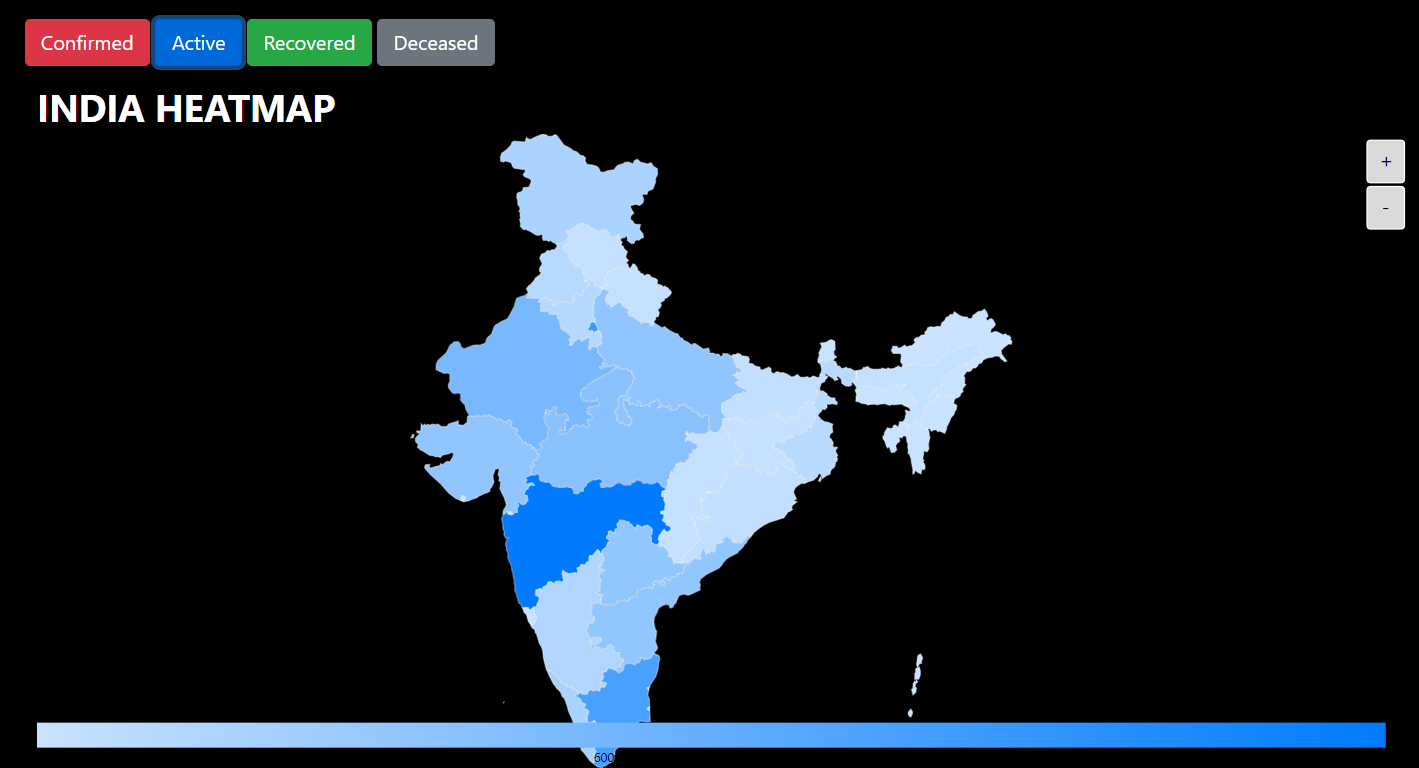 Confirmed Active Recovered Deceased
INDIA HEATMAP
+
-
600